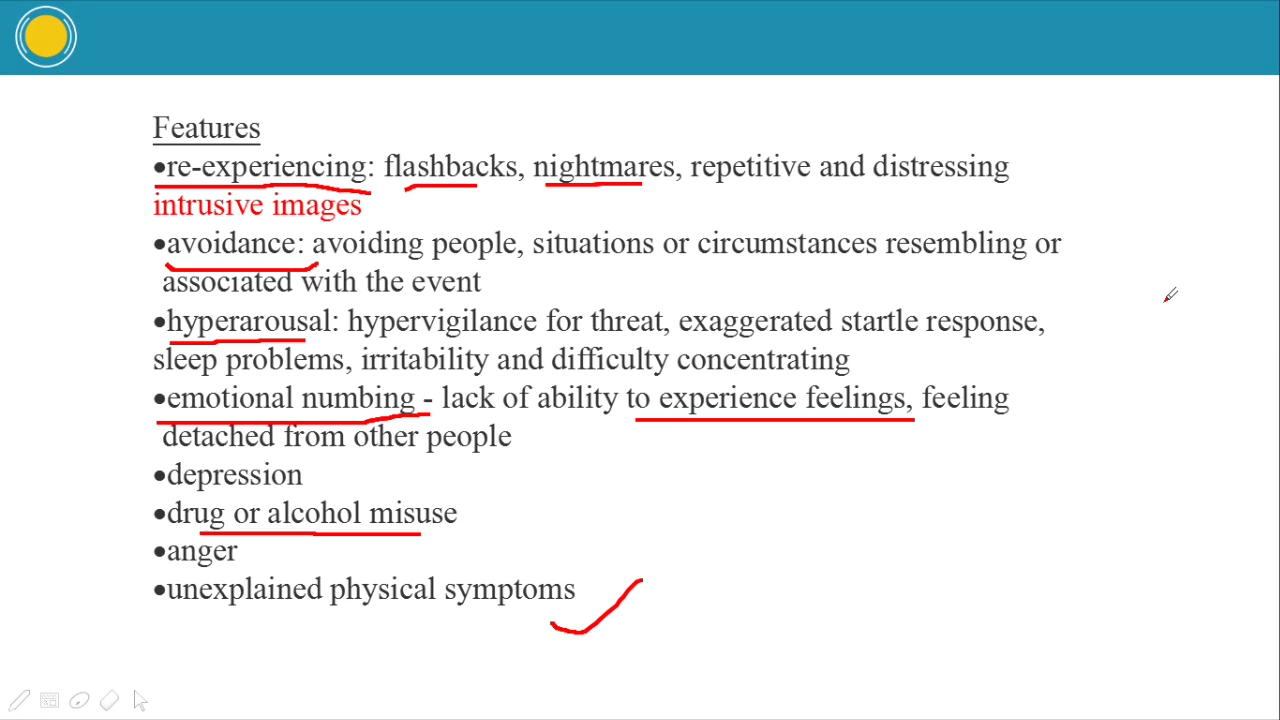 Features
•re-experiencing: flashbacks, nightmares, repetitive and distressing
intrusive images
•avoidance: avoiding people, situations or circumstances resembling or
associated with the event
•hyperarousal: hypervigilance for threat, exaggerated startle response,
sleep problems, irritability and difficulty concentrating
•emotional numbing - lack of ability to experience feelings, feeling
detached from other people
•depression
•drug or alcohol misuse
•anger
•unexplained physical symptoms